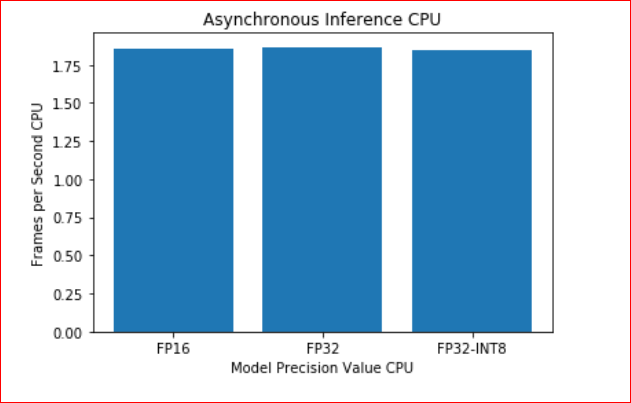 Asynchronous Inference CPU
Frames per Second CPU
1.75
1.50
1.25
1.00
0.75
0.50
0.25
0.00
FP16 FP32 FP32-INT8
Model Precision Value CPU